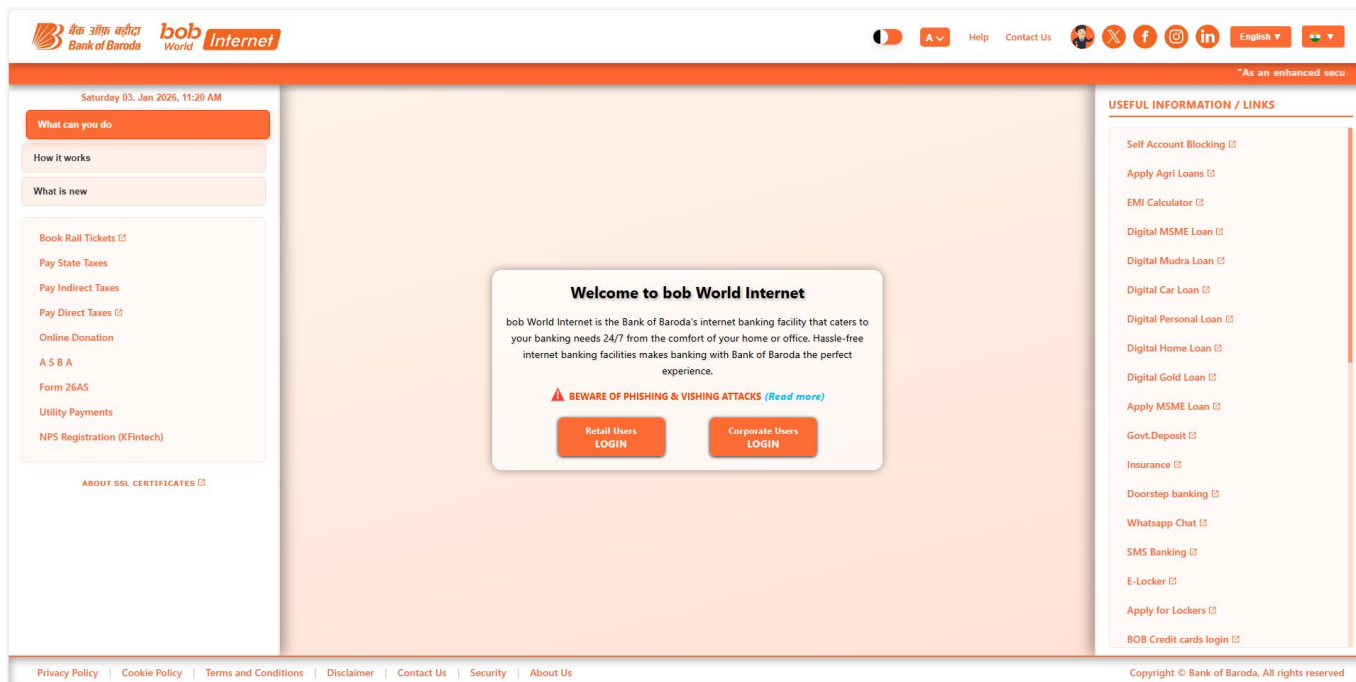 बैंक ऑफ़ बड़ौदा
Bank of Baroda
bob
World
Internet
A
Help
Contact Us
English ▼
"As an enhanced secu
Saturday 03. Jan 2026, 11:20 AM
What can you do
How it works
What is new
Book Rail Tickets
Pay State Taxes
Pay Indirect Taxes
Pay Direct Taxes
Online Donation
A S B A
Form 26AS
Utility Payments
NPS Registration (KFintech)
ABOUT SSL CERTIFICATES
Welcome to bob World Internet
bob World Internet is the Bank of Baroda's internet banking facility that caters to
your banking needs 24/7 from the comfort of your home or office. Hassle-free
internet banking facilities makes banking with Bank of Baroda the perfect
experience.
BEWARE OF PHISHING & VISHING ATTACKS (Read more)
Retail Users
LOGIN
Corporate Users
LOGIN
USEFUL INFORMATION / LINKS
Self Account Blocking
Apply Agri Loans
EMI Calculator
Digital MSME Loan
Digital Mudra Loan
Digital Car Loan
Digital Personal Loan
Digital Home Loan
Digital Gold Loan
Apply MSME Loan
Govt.Deposit
Insurance
Doorstep banking
Whatsapp Chat
SMS Banking
E-Locker
Apply for Lockers
BOB Credit cards login
Privacy Policy | Cookie Policy | Terms and Conditions | Disclaimer | Contact Us | Security | About Us
Copyright © Bank of Baroda, All rights reserved